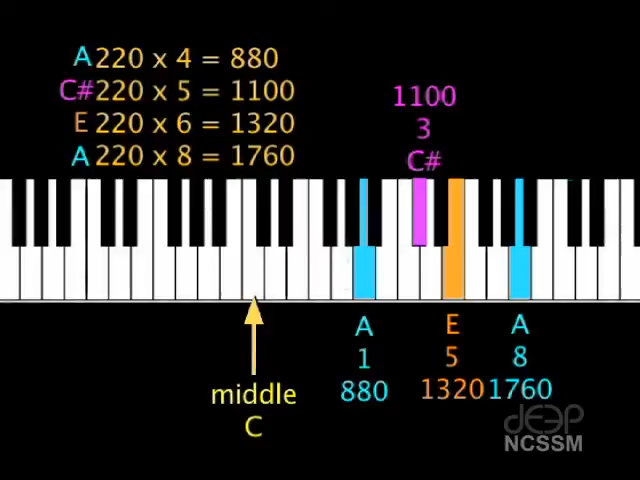 A 220 x 4 = 880
C# 220 x 5 = 1100
E 220 x 6 = 1320
A 220 x 8 = 1760
1100
3
C#
A
1
880
E
5
1320
A
8
1760
middle
C
DEEP
NCSSM